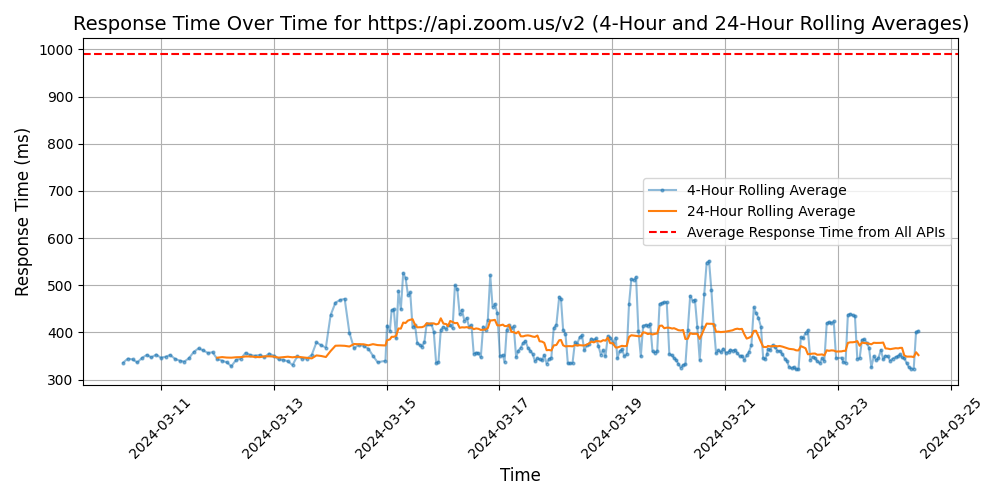 Response Time Over Time for https://api.zoom.us/v2 (4-Hour and 24-Hour Rolling Averages)
1000
900
800
700
600
500
400
300
Response Time (ms)
4-Hour Rolling Average
24-Hour Rolling Average
Average Response Time from All APIs
2024-03-11
2024-03-13
2024-03-15
2024-03-17
2024-03-19
2024-03-21
2024-03-23
2024-03-25
Time